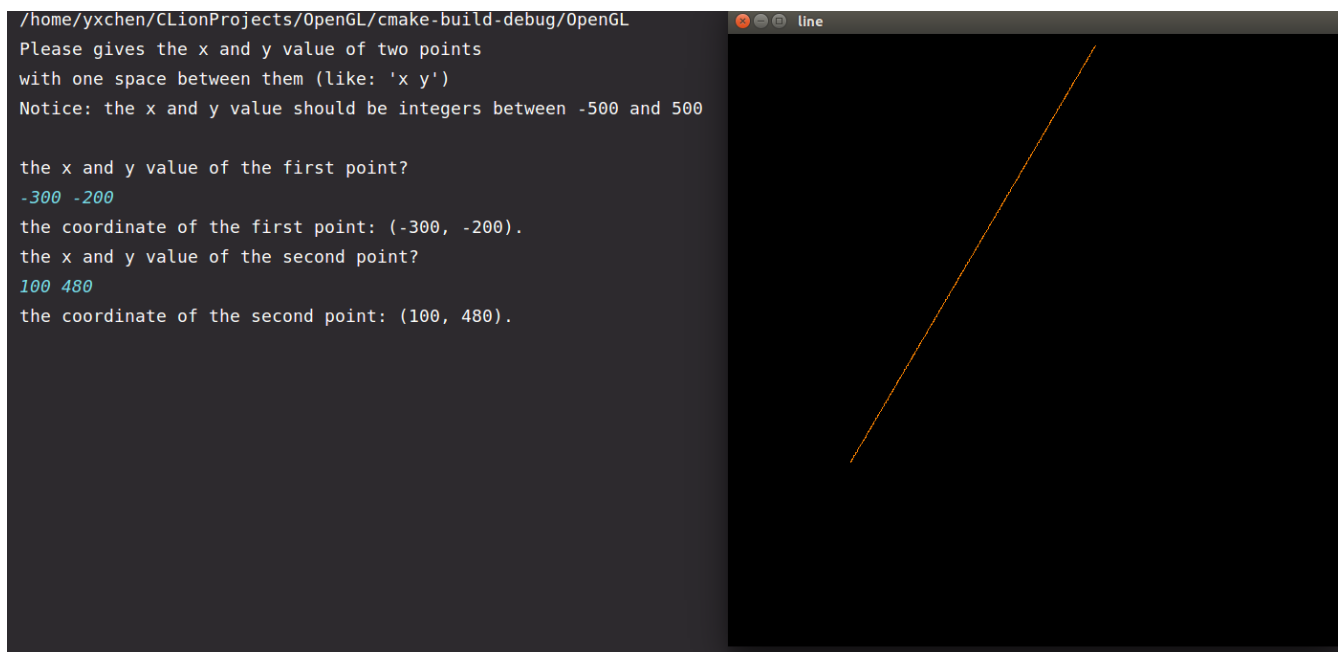 /home/yxchen/CLionProjects/OpenGL/cmake-build-debug/OpenGL
Please gives the x and y value of two points
with one space between them (like: 'x y')
Notice: the x and y value should be integers between -500 and 500
the x and y value of the first point?
-300 -200
the coordinate of the first point: (-300, -200).
the x and y value of the second point?
100 480
the coordinate of the second point: (100, 480).
line